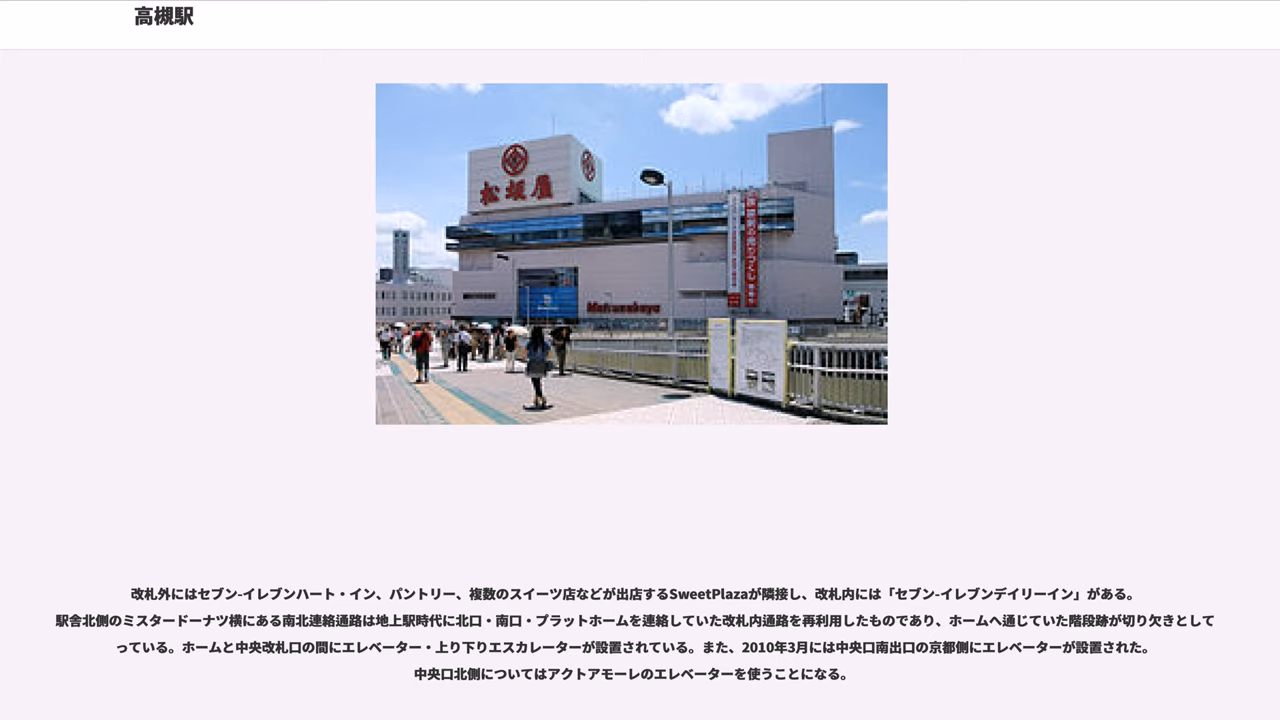 高槻駅
松坂屋
Matsuzakaya
改札外にはセブン-イレブンハート・イン、パントリー、複数のスイーツ店などが出店するSweetPlazaが隣接し、改札内には「セブン-イレブンデイリーイン」がある。
駅舎北側のミスタードーナツ横にある南北連絡通路は地上駅時代に北口・南口・プラットホームを連絡していた改札内通路を再利用したものであり、ホームへ通じていた階段跡が切り欠きとして
っている。ホームと中央改札口の間にエレベーター・上り下りエスカレーターが設置されている。また、2010年3月には中央口南出口の京都側にエレベーターが設置された。
中央口北側についてはアクトアモーレのエレベーターを使うことになる。